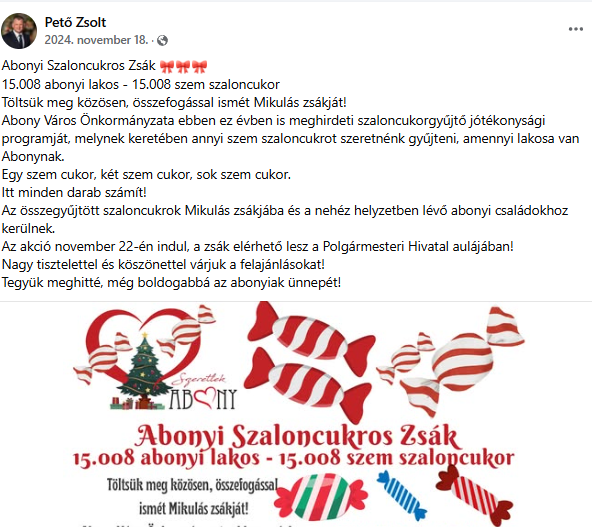 Pető Zsolt
2024. november 18. ·
Abonyi Szaloncukros Zsák 🎀🎀🎀
15.008 abonyi lakos - 15.008 szem szaloncukor
Töltsük meg közösen, összefogással ismét Mikulás zsákját!
Abony Város Önkormányzata ebben ez évben is meghirdeti szaloncukorgyűjtő jótékonysági
programját, melynek keretében annyi szem szaloncukrot szeretnénk gyűjteni, amennyi lakosa van
Abonynak.
Egy szem cukor, két szem cukor, sok szem cukor.
Itt minden darab számít!
Az összegyűjtött szaloncukrok Mikulás zsákjába és a nehéz helyzetben lévő abonyi családokhoz
kerülnek.
Az akció november 22-én indul, a zsák elérhető lesz a Polgármesteri Hivatal aulájában!
Nagy tisztelettel és köszönettel várjuk a felajánlásokat!
Tegyük meghitté, még boldogabbá az abonyiak ünnepét!
Szeretlek
ABONY
Abonyi Szaloncukros Zsák
15.008 abonyi lakos - 15.008 szem szaloncukor
Töltsük meg közösen, összefogással
ismét Mikulás zsákját!